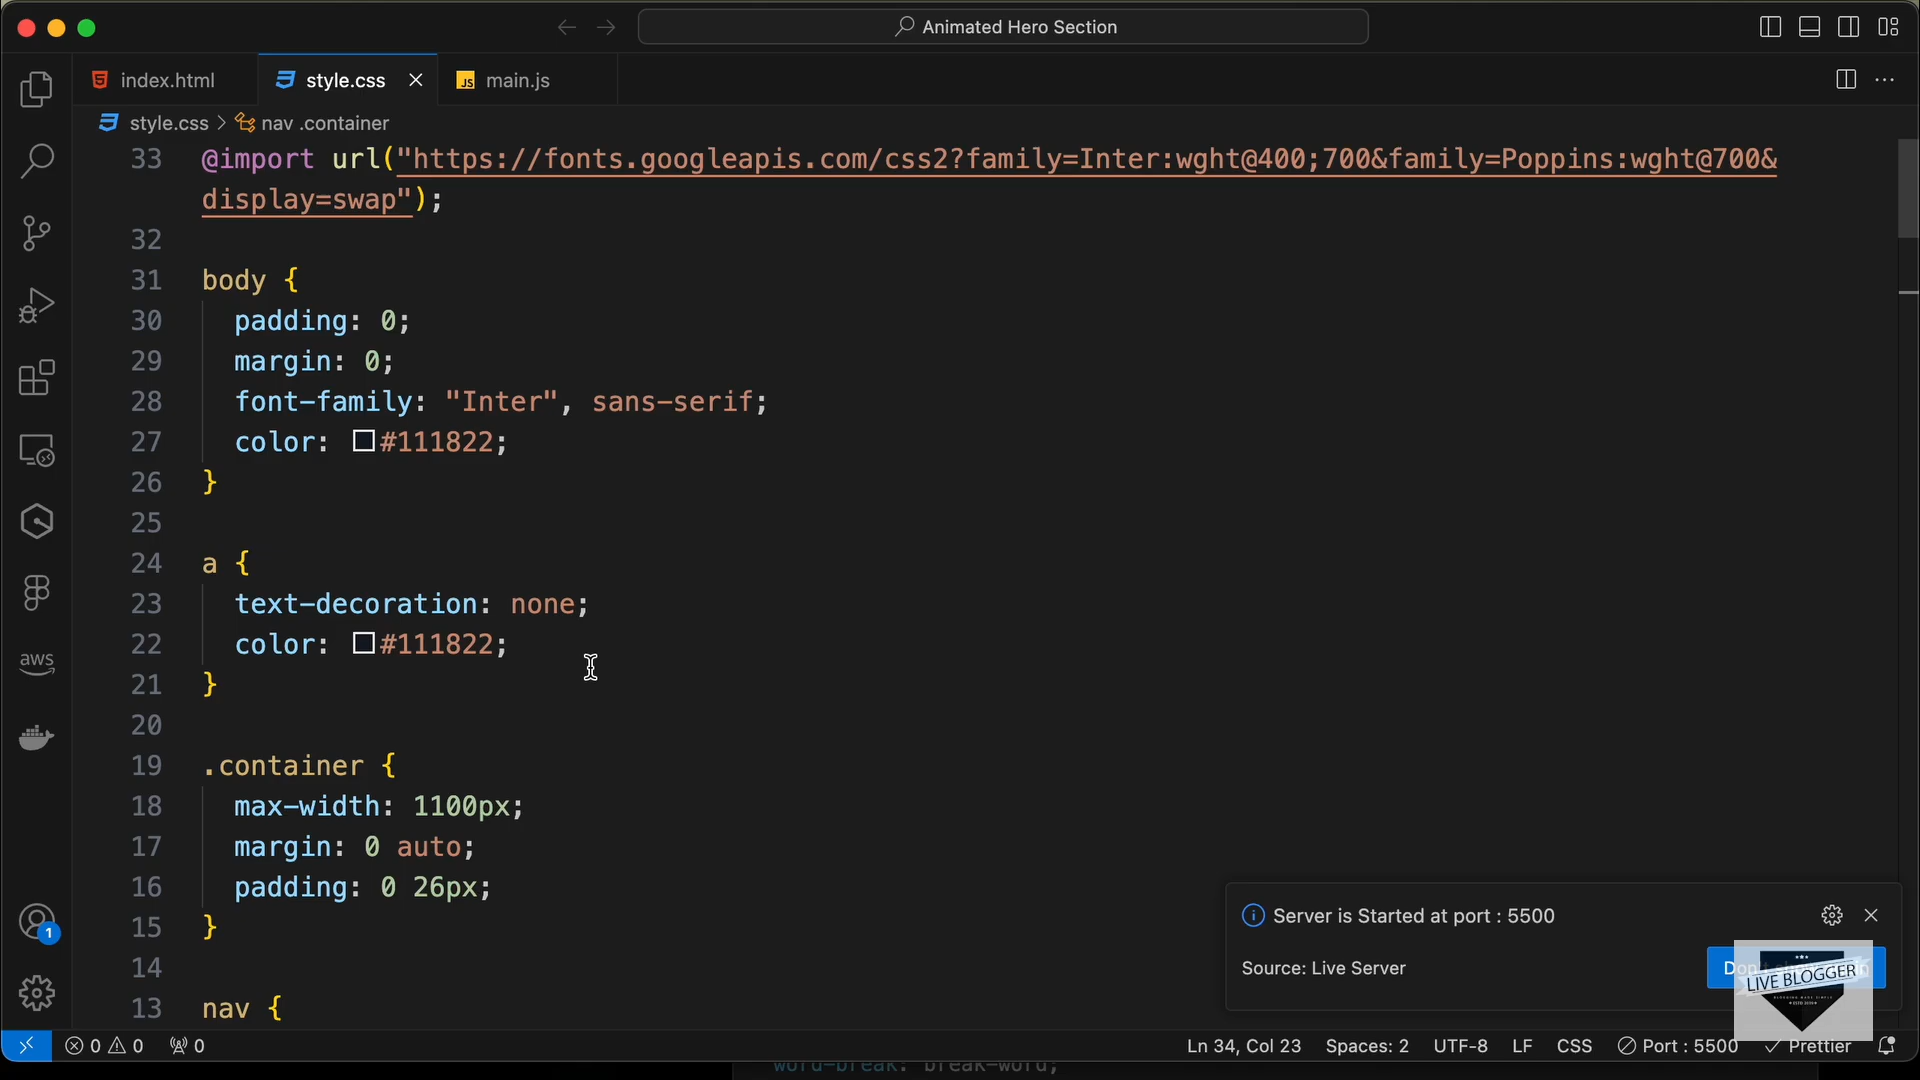 Animated Hero Section
index.html
style.css
JS main.js
style.css > nav .container
33 @import url("https://fonts.googleapis.com/css2?family=Inter:wght@400;700&family=Poppins:wght@700&
display=swap");
32
31 body {
30 padding: 0;
29 margin: 0;
28 font-family: "Inter", sans-serif;
27 color: #111822;
26 }
25
24 a {
23 text-decoration: none;
22 color: #111822;
21 }
20
19 .container {
18 max-width: 1100px;
17 margin: 0 auto;
16 padding: 0 26px;
15 }
14
13 nav {
aws
1
Server is Started at port : 5500
Source: Live Server
LIVE BLOGGER
0 0 0
Ln 34, Col 23
Spaces: 2
UTF-8
LF
CSS
Port : 5500
Prettier
word-break: break-word;